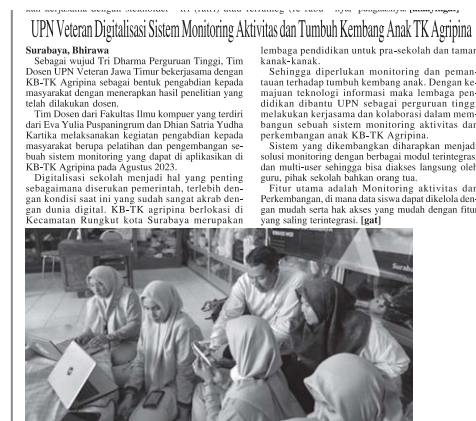 UPN Veteran Digitalisasi Sistem Monitoring Aktivitas dan Tumbuh Kembang Anak TK Agripina
Surabaya, Bhirawa
Sebagai wujud Tri Dharma Perguruan Tinggi, Tim
Dosen UPN Veteran Jawa Timur bekerjasama dengan
KB-TK Agripina sebagai bentuk pengabdian kepada
masyarakat dengan menerapkan hasil penelitian yang
telah dilakukan dosen.
Tim Dosen dari Fakultas Ilmu kompuer yang terdiri
dari Eva Yulia Puspaningrum dan Dhian Satria Yudha
Kartika melaksanakan kegiatan pengabdian kepada
masyarakat berupa pelatihan dan pengembangan se-
buah sistem monitoring yang dapat di aplikasikan di
KB-TK Agripina pada Agustus 2023.
Digitalisasi sekolah menjadi hal yang penting
sebagaimana diserukan pemerintah, terlebih den-
gan kondisi saat ini yang sudah sangat akrab den-
gan dunia digital. KB-TK agripina berlokasi di
Kecamatan Rungkut kota Surabaya merupakan
lembaga pendidikan untuk pra-sekolah dan taman
kanak-kanak.
Sehingga diperlukan monitoring dan peman-
tauan terhadap tumbuh kembang anak. Dengan ke-
majuan teknologi informasi maka lembaga pen-
didikan dibantu UPN sebagai perguruan tinggi
melakukan kerjasama dan kolaborasi dalam mem-
bangun sebuah sistem monitoring aktivitas dan
perkembangan anak KB-TK Agripina.
Sistem yang dikembangkan diharapkan menjadi
solusi monitoring dengan berbagai modul terintegrasi
dan multi-user sehingga bisa diakses langsung oleh
guru, pihak sekolah bahkan orang tua.
Fitur utama adalah Monitoring aktivitas dan
Perkembangan, di mana data siswa dapat dikelola den-
gan mudah serta hak akses yang mudah dengan fitur
yang saling terintegrasi. [gat]